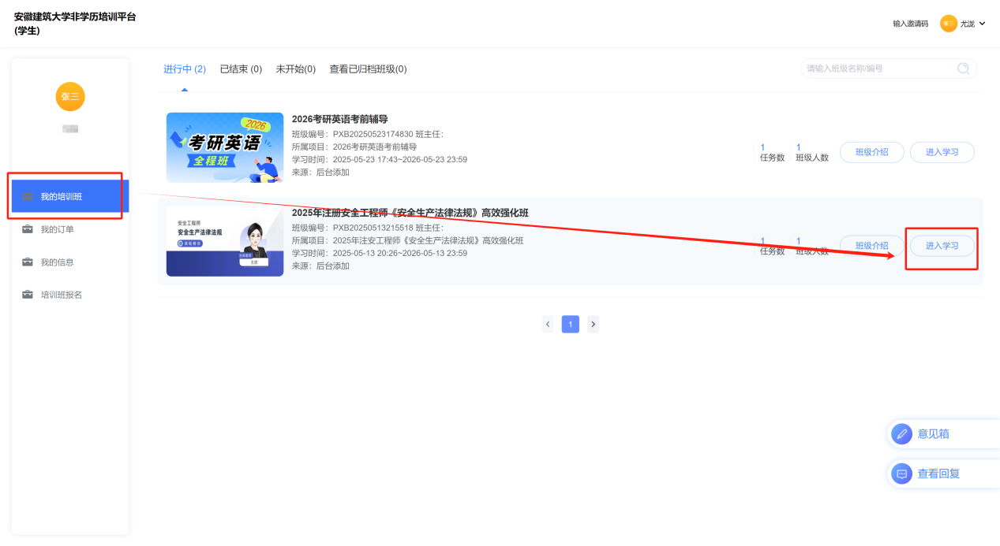 安徽建筑大学非学历培训平台
(学生)
输入邀请码
张三
尤泷
张三
我的培训班
我的订单
我的信息
培训班报名
进行中 (2)
已结束 (0)
未开始(0)
查看已归档班级(0)
请输入班级名称/编号
2026
考研英语
全程班
2026考研英语考前辅导
班级编号：PXB20250523174830 班主任：
所属项目：2026考研英语考前辅导
学习时间：2025-05-23 17:43~2026-05-23 23:59
来源：后台添加
1
任务数
1
班级人数
班级介绍
进入学习
安全工程师
安全生产法律法规
2025年注册安全工程师《安全生产法律法规》高效强化班
班级编号：PXB20250513215518 班主任：
所属项目：2025年注安工程师《安全生产法律法规》高效强化班
学习时间：2025-05-13 20:26~2026-05-13 23:59
来源：后台添加
1
任务数
1
班级人数
班级介绍
进入学习
1
意见箱
查看回复